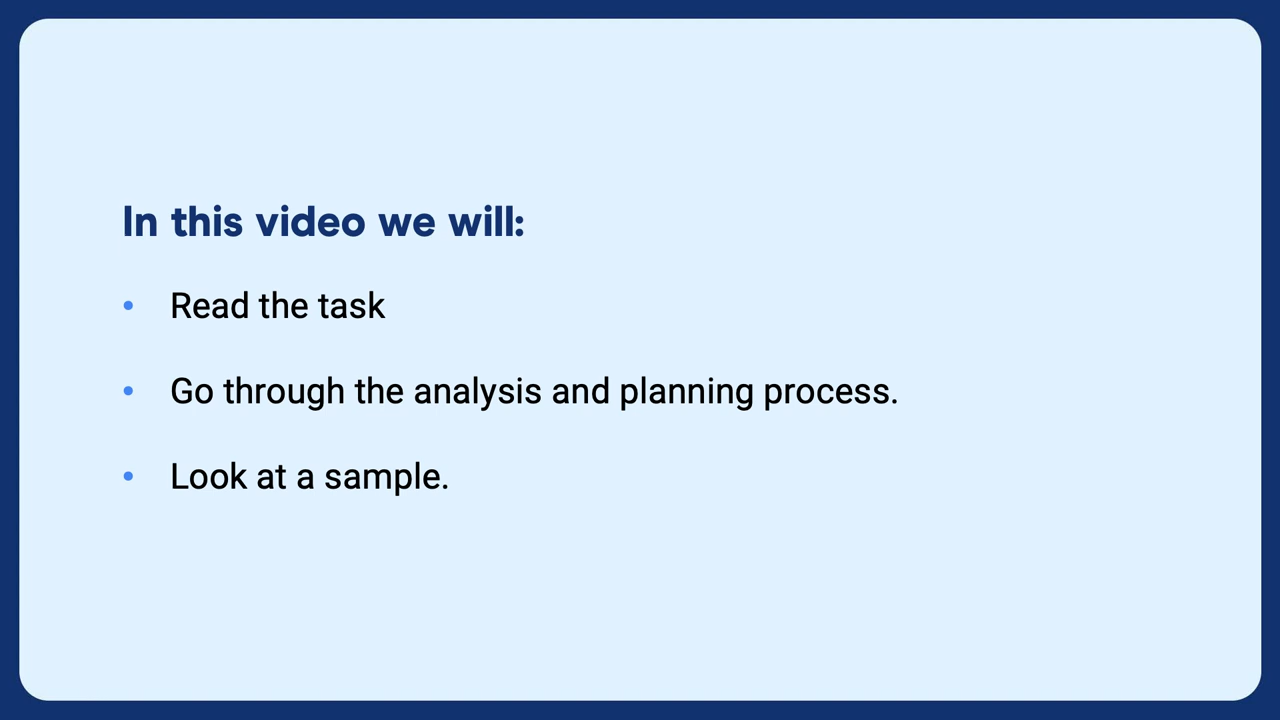 In this video we will:
• Read the task
• Go through the analysis and planning process.
• Look at a sample.